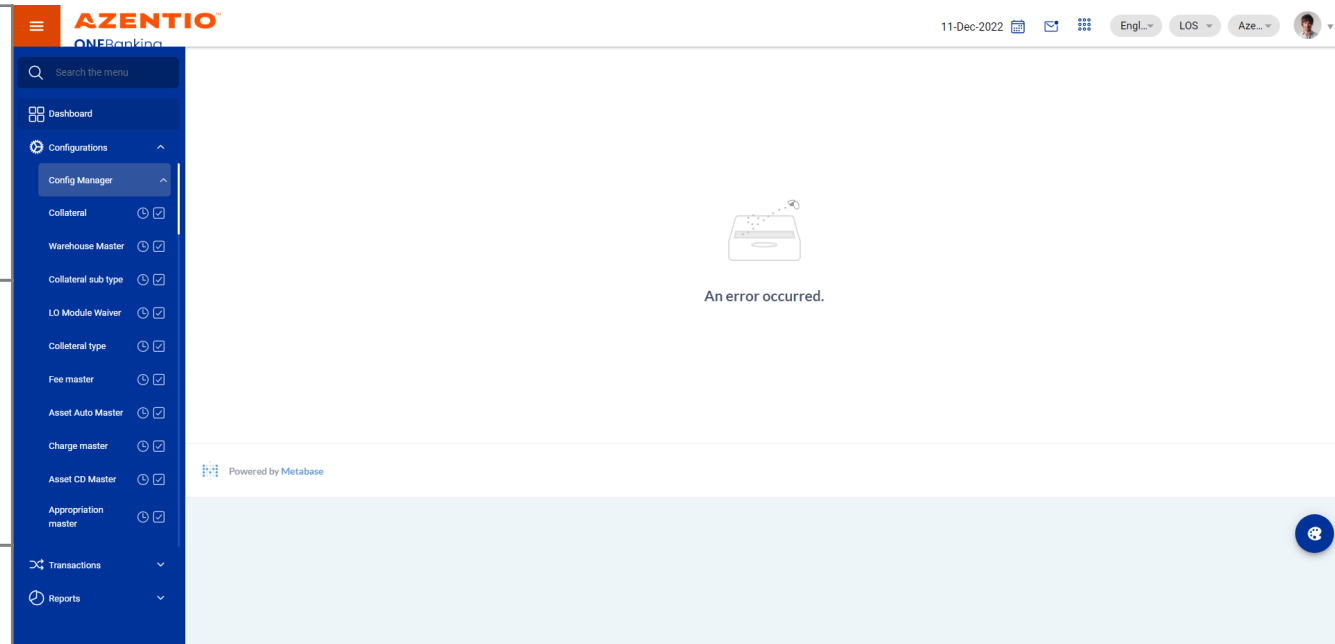 AZENTIO™
ONEBanking
11-Dec-2022
Engl...
LOS
Aze...
Search the menu
Dashboard
Configurations
Config Manager
Collateral
Warehouse Master
Collateral sub type
LO Module Waiver
Colleteral type
Fee master
Asset Auto Master
Charge master
Asset CD Master
Appropriation
master
Transactions
Reports
An error occurred.
Powered by Metabase